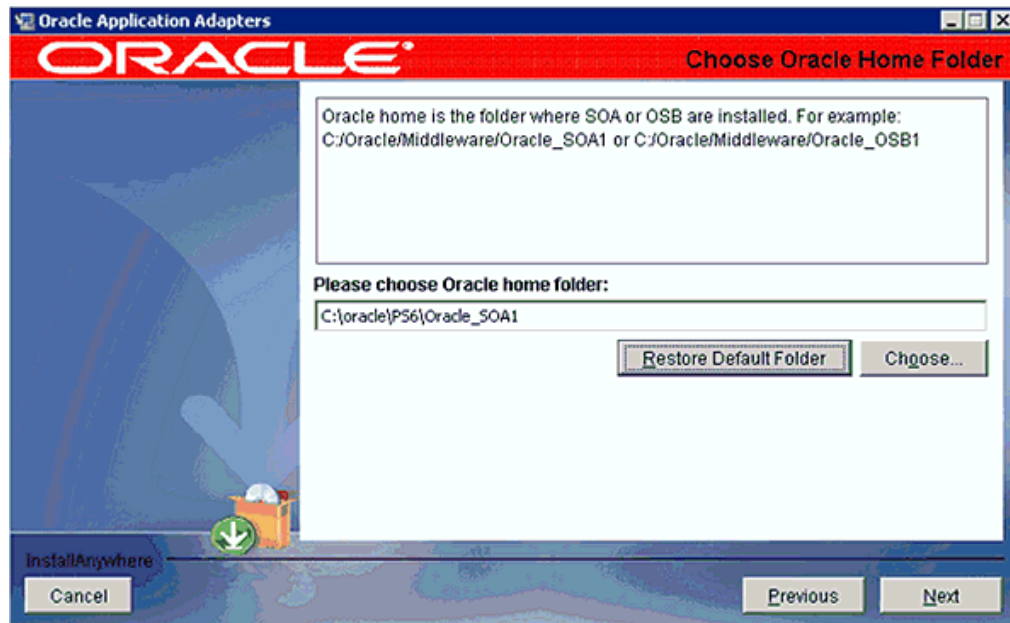 Oracle Application Adapters
ORACLE®
Choose Oracle Home Folder
Oracle home is the folder where SOA or OSB are installed. For example:
C:/Oracle/Middleware/Oracle_SOA1 or C:/Oracle/Middleware/Oracle_OSB1
Please choose Oracle home folder:
C:\oracle\PS6\Oracle_SOA1
Restore Default Folder
Choose...
InstallAnywhere
Cancel
Previous
Next